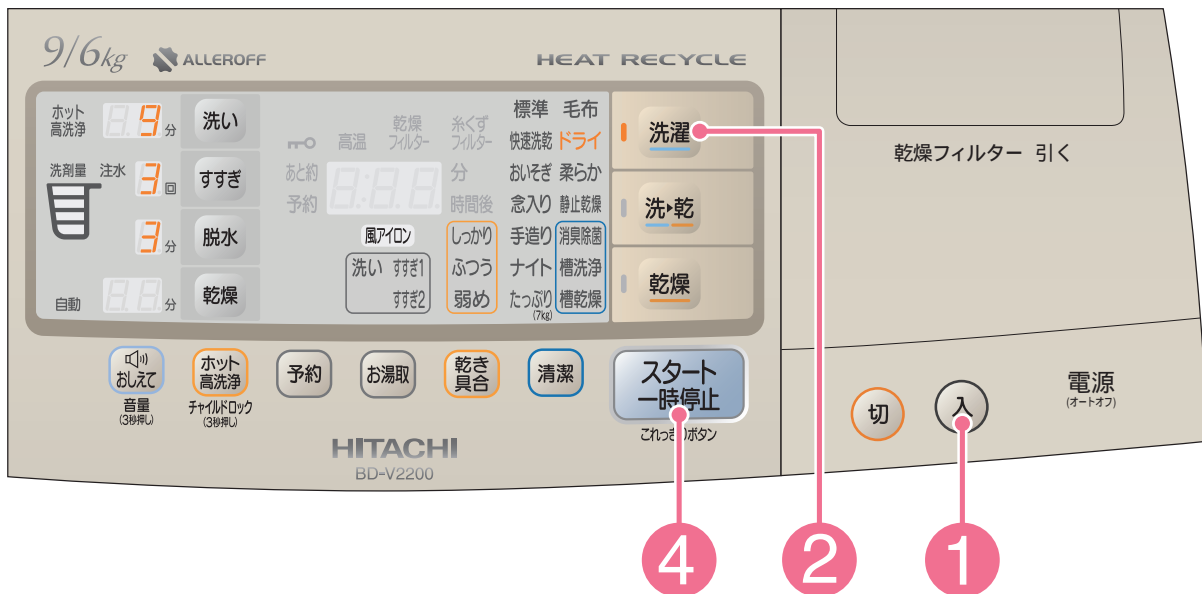 9/6kg ALLEROFF
HEAT RECYCLE
ホット
高洗浄
9分
洗い
洗剤量
注水
3回
すすぎ
3分
脱水
自動
8.8.分
乾燥
高温
乾燥
フィルター
糸くず
フィルター
あと約
予約
8:8.8.
分
時間後
風アイロン
洗い すすぎ1
すすぎ2
しっかり
ふつう
弱め
標準 毛布
快速洗乾 ドライ
おいそぎ 柔らか
念入り 静止乾燥
手造り 消臭除菌
ナイト 槽洗浄
たっぷり 槽乾燥
(7kg)
洗濯
洗▸乾
乾燥
おしえて
音量
(3秒押し)
ホット
高洗浄
チャイルドロック
(3秒押し)
予約
お湯取
乾き
具合
清潔
スタート
一時停止
これっきりボタン
HITACHI
BD-V2200
乾燥フィルター 引く
切
入
電源
(オートオフ)
4
2
1